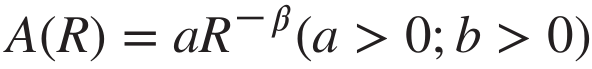 A(R) = aR^{−β}(a > 0; b > 0)